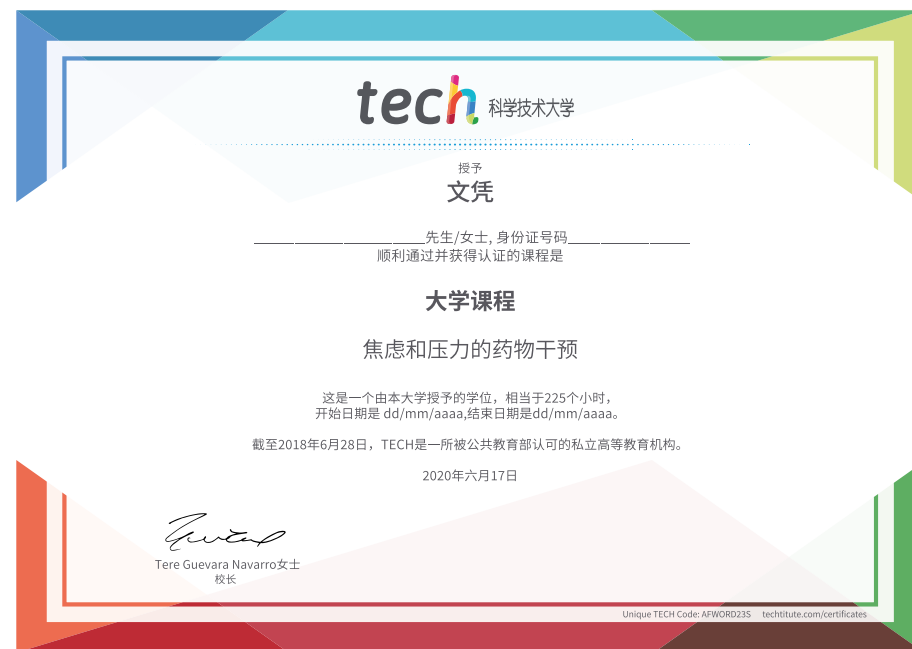 tech 科学技术大学
授予
文凭
先生/女士, 身份证号码
顺利通过并获得认证的课程是
大学课程
焦虑和压力的药物干预
这是一个由本大学授予的学位，相当于225个小时，
开始日期是 dd/mm/aaaa,结束日期是dd/mm/aaaa。
截至2018年6月28日，TECH是一所被公共教育部认可的私立高等教育机构。
2020年六月17日
Tere Guevara Navarro女士
校长
Unique TECH Code: AFWORD23S techtitute.com/certificates